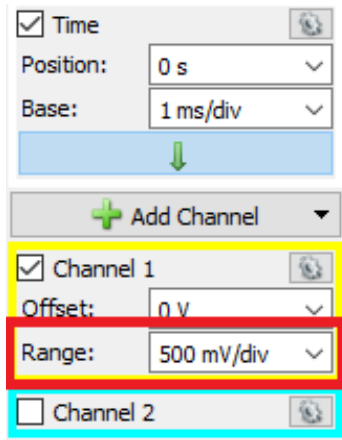 Time
Position: 0 s
Base: 1 ms/div
Add Channel
Channel 1
Offset: 0 V
Range: 500 mV/div
Channel 2